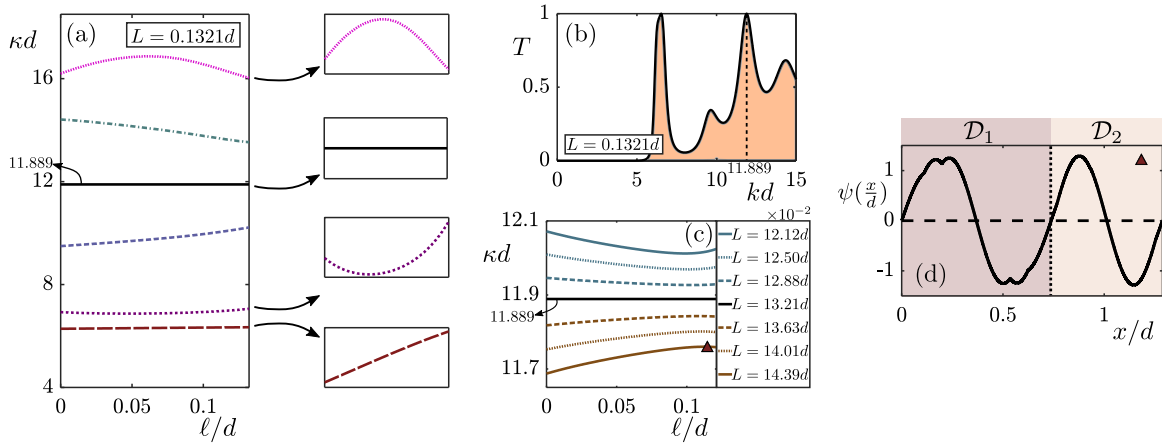 (a)
L = 0.1321d
κd
16
12
8
4
11.889
0
0.05
0.1
ℓ/d
(b)
T
1
0.5
0
L = 0.1321d
0
5
10
15
11.889
kd
×10⁻²
(c)
κd
12.1
11.9
11.7
11.889
0
0.05
0.1
ℓ/d
L = 12.12d
L = 12.50d
L = 12.88d
L = 13.21d
L = 13.63d
L = 14.01d
L = 14.39d
𝒟₁
𝒟₂
ψ(x/d)
1
0
-1
(d)
0
0.5
1
x/d